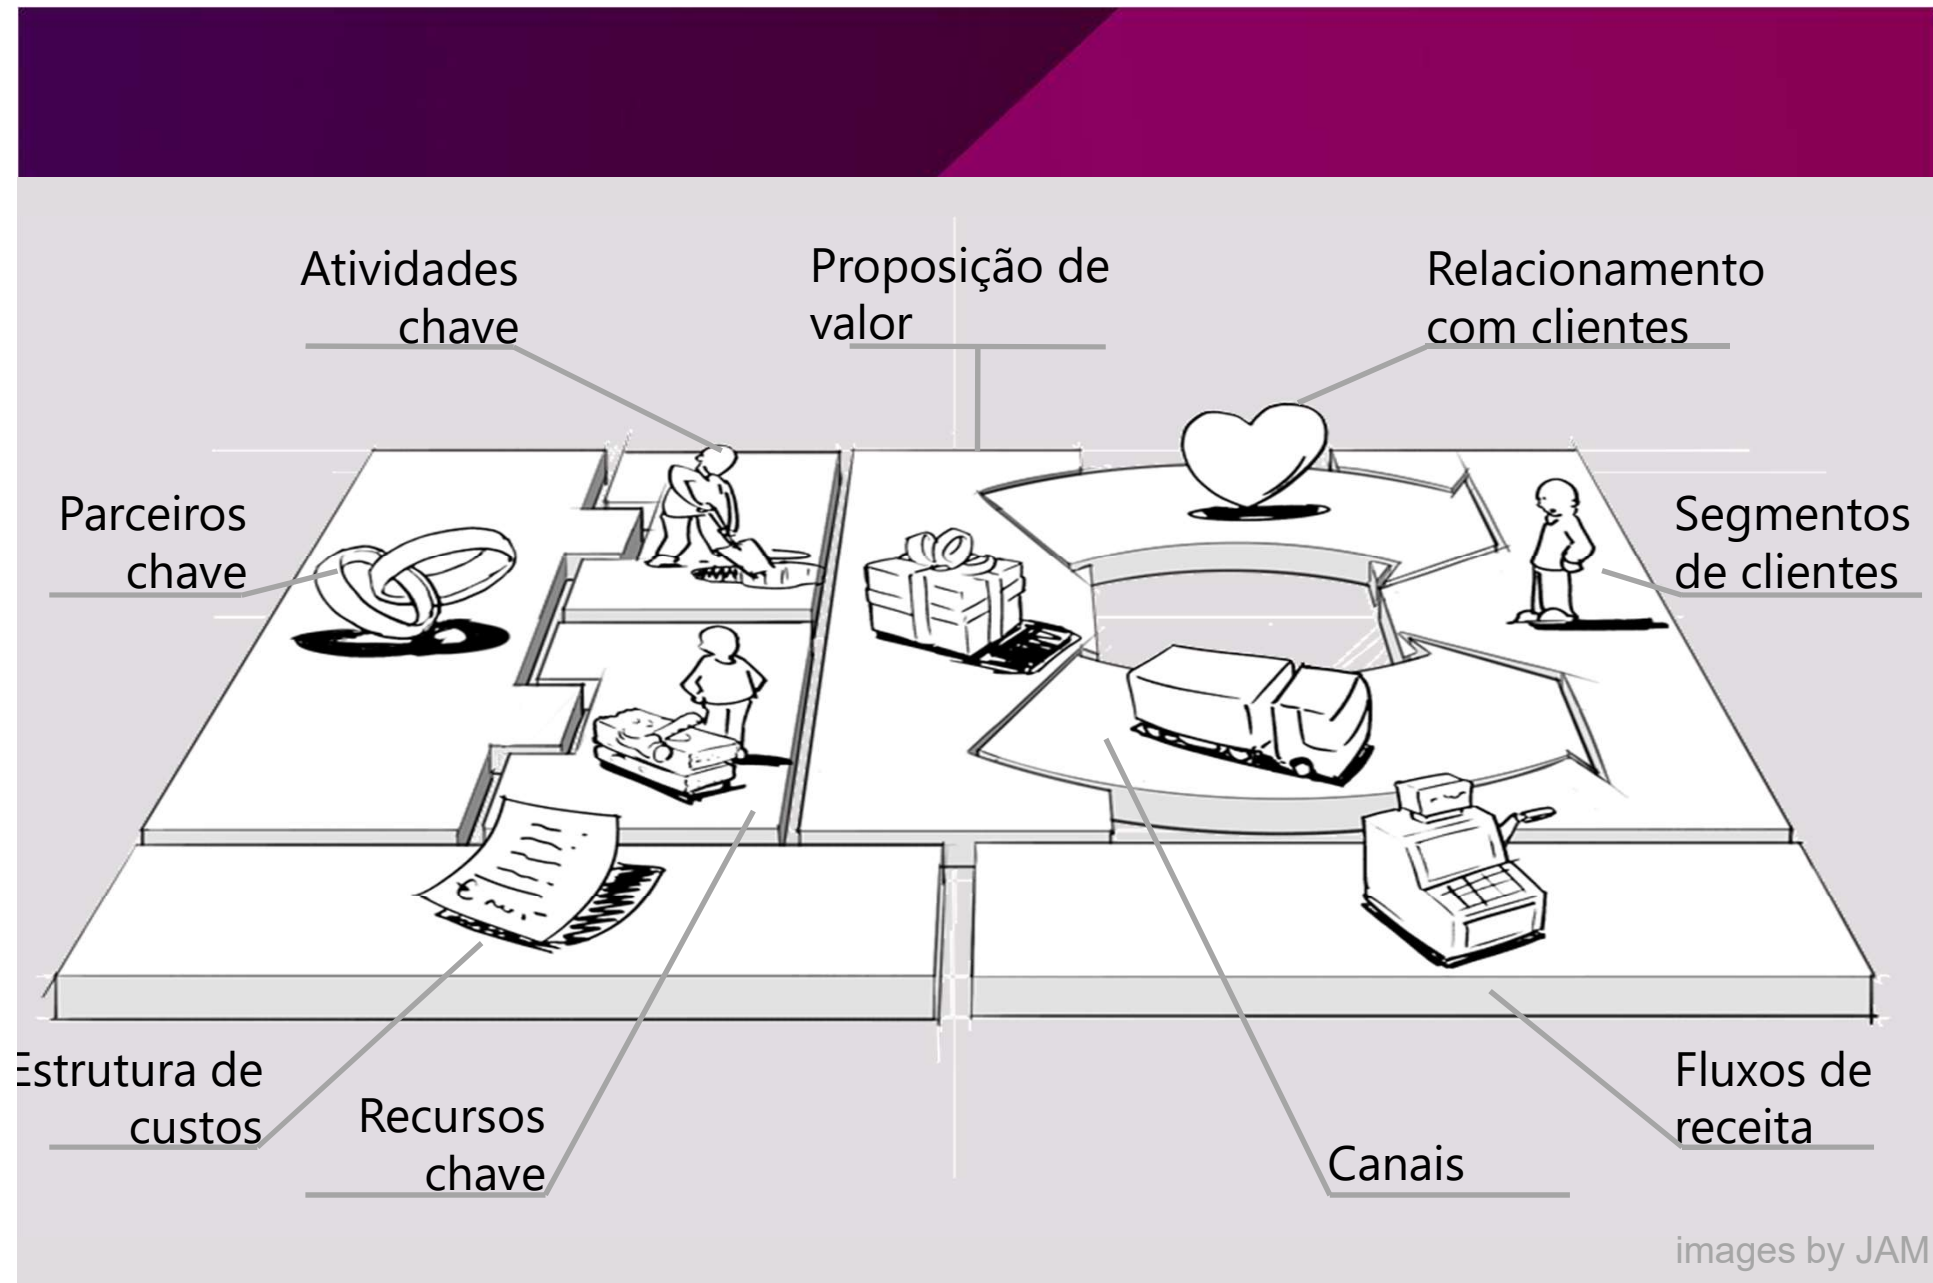 Atividades
chave
Proposição de
valor
Relacionamento
com clientes
Parceiros
chave
Segmentos
de clientes
Estrutura de
custos
Recursos
chave
Canais
Fluxos de
receita
images by JAM